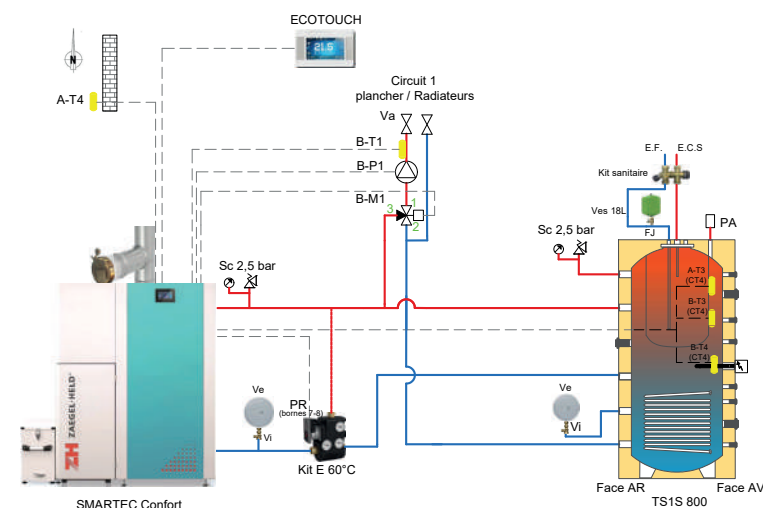 ECOTOUCH
21.5
N
A-T4
Circuit 1
plancher / Radiateurs
Va
B-T1
B-P1
B-M1
1
3
2
E.F.
E.C.S
Kit sanitaire
Ves 18L
FJ
PA
Sc 2,5 bar
Sc 2,5 bar
A-T3
(CT4)
B-T3
(CT4)
B-T4
(CT4)
Ve
Vi
PR
(bornes 7-8)
Kit E 60°C
Ve
Vi
ZH ZAEGEL-HELD
SMARTEC Confort
Face AR
Face AV
TS1S 800